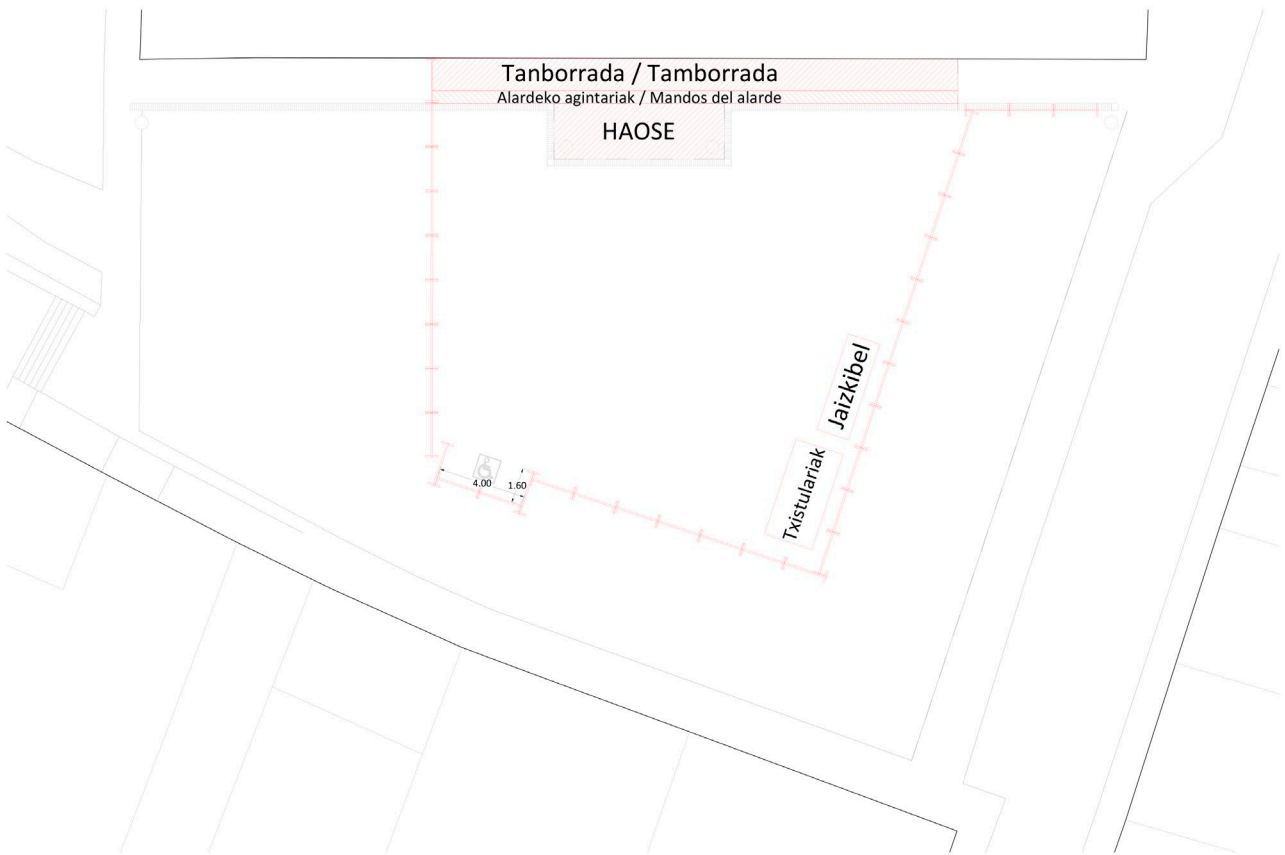 Tanborrada / Tamborrada
Alardeko agintariak / Mandos del alarde
HAOSE
Jaizkibel
Txistulariak
4.00
1.60